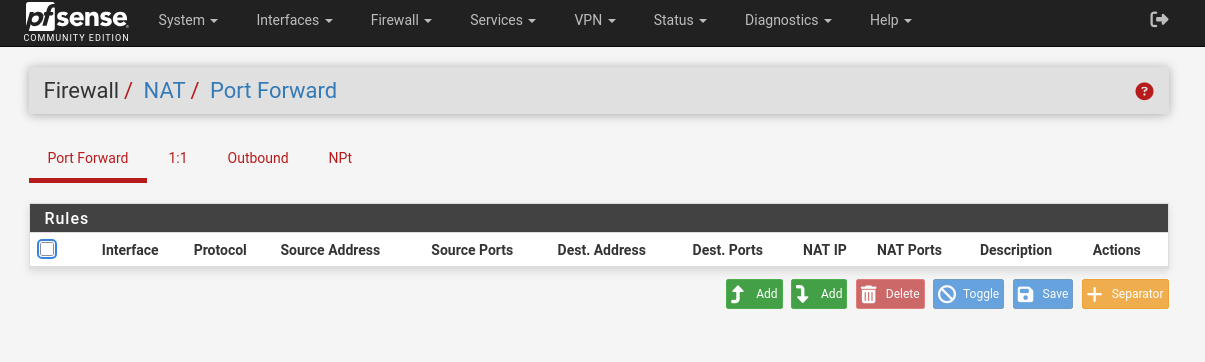 pfsense System Interfaces Firewall Services VPN Status Diagnostics Help
COMMUNITY EDITION
Firewall / NAT / Port Forward ?
Port Forward 1:1 Outbound NPt
Rules
Interface Protocol Source Address Source Ports Dest. Address Dest. Ports NAT IP NAT Ports Description Actions
Add Add Delete Toggle Save Separator